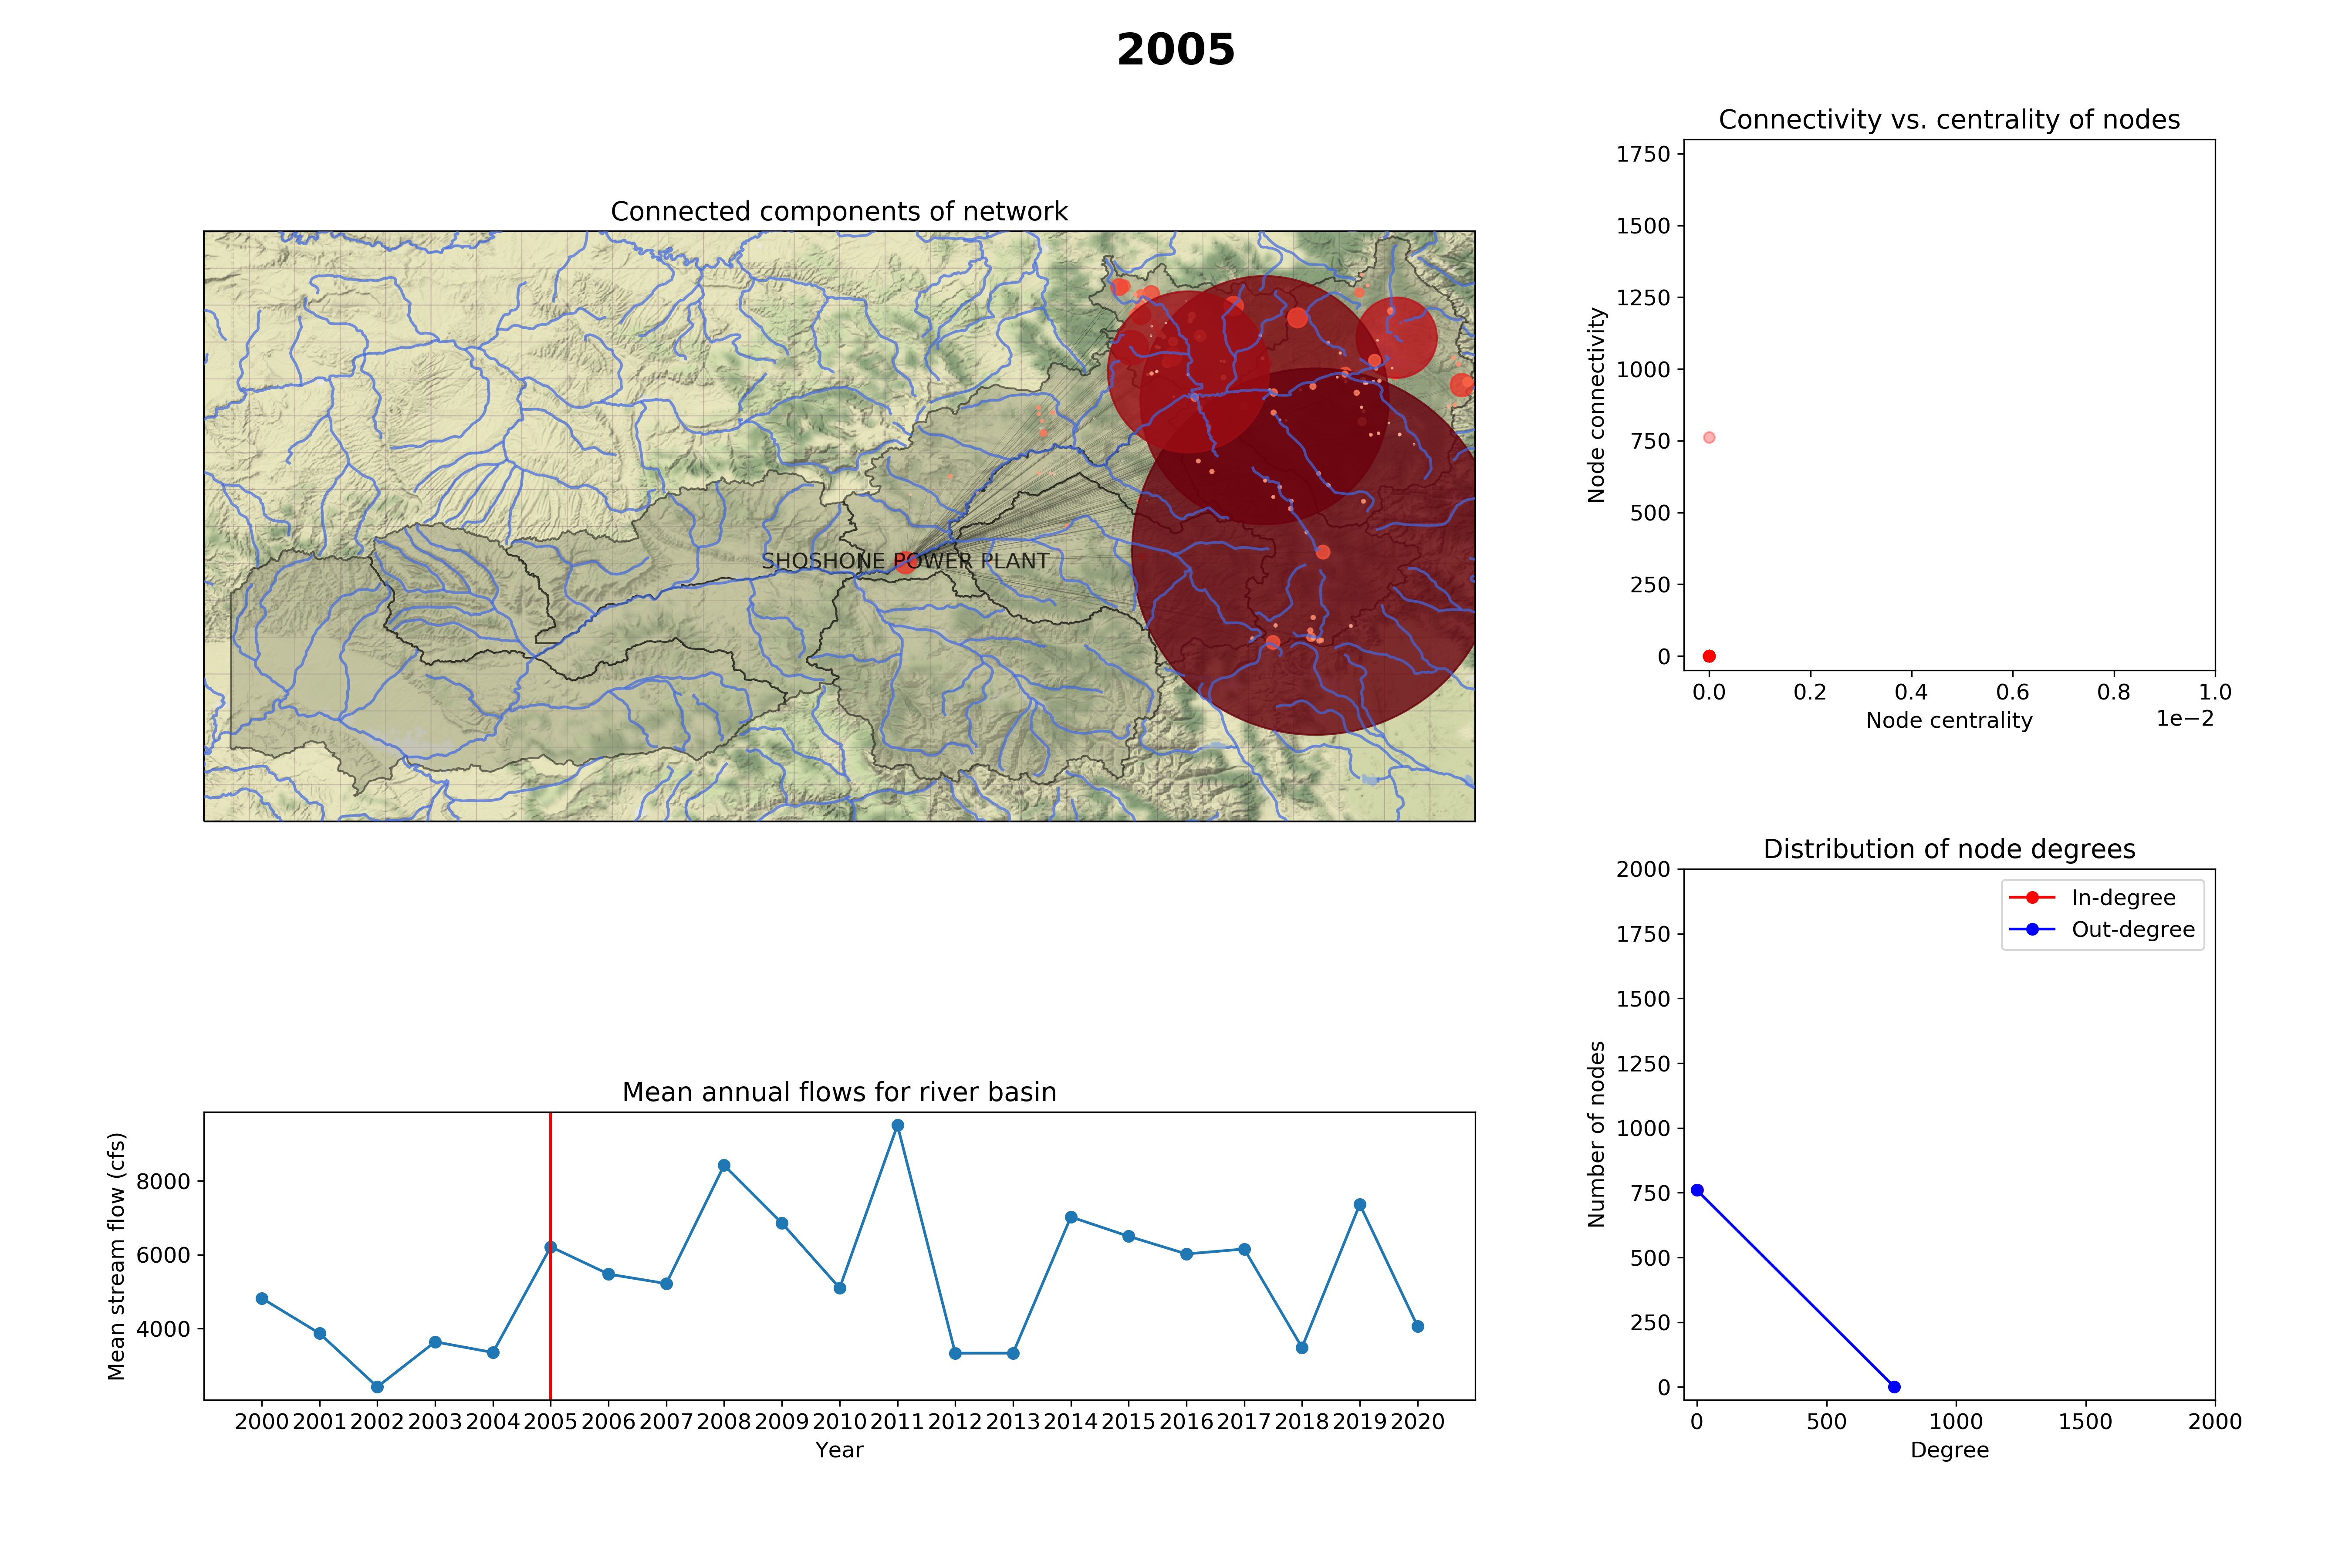 2005
Connected components of network
SHOSHONE POWER PLANT
Connectivity vs. centrality of nodes
Node connectivity
1750
1500
1250
1000
750
500
250
0
0.0 0.2 0.4 0.6 0.8 1.0
1e−2
Node centrality
Mean annual flows for river basin
Mean stream flow (cfs)
8000
6000
4000
2000 2001 2002 2003 2004 2005 2006 2007 2008 2009 2010 2011 2012 2013 2014 2015 2016 2017 2018 2019 2020
Year
Distribution of node degrees
In-degree
Out-degree
Number of nodes
2000
1750
1500
1250
1000
750
500
250
0
0 500 1000 1500 2000
Degree